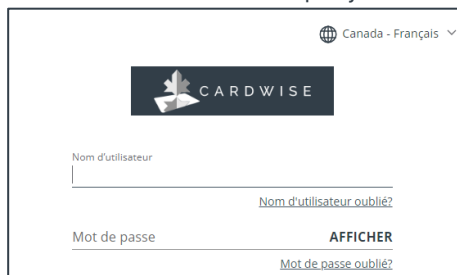 Canada - Français
CARDWISE
Nom d'utilisateur
Nom d'utilisateur oublié?
Mot de passe AFFICHER
Mot de passe oublié?